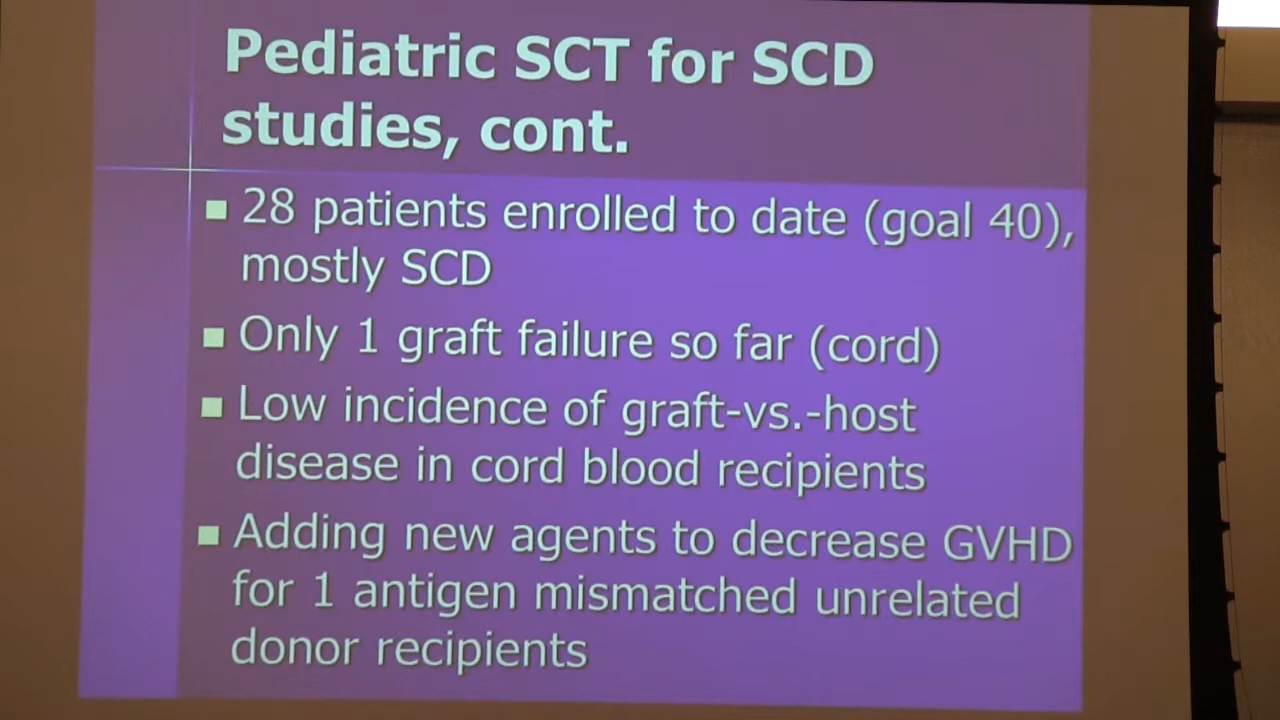 Pediatric SCT for SCD
studies, cont.
■ 28 patients enrolled to date (goal 40),
mostly SCD
■ Only 1 graft failure so far (cord)
■ Low incidence of graft-vs.-host
disease in cord blood recipients
■ Adding new agents to decrease GVHD
for 1 antigen mismatched unrelated
donor recipients